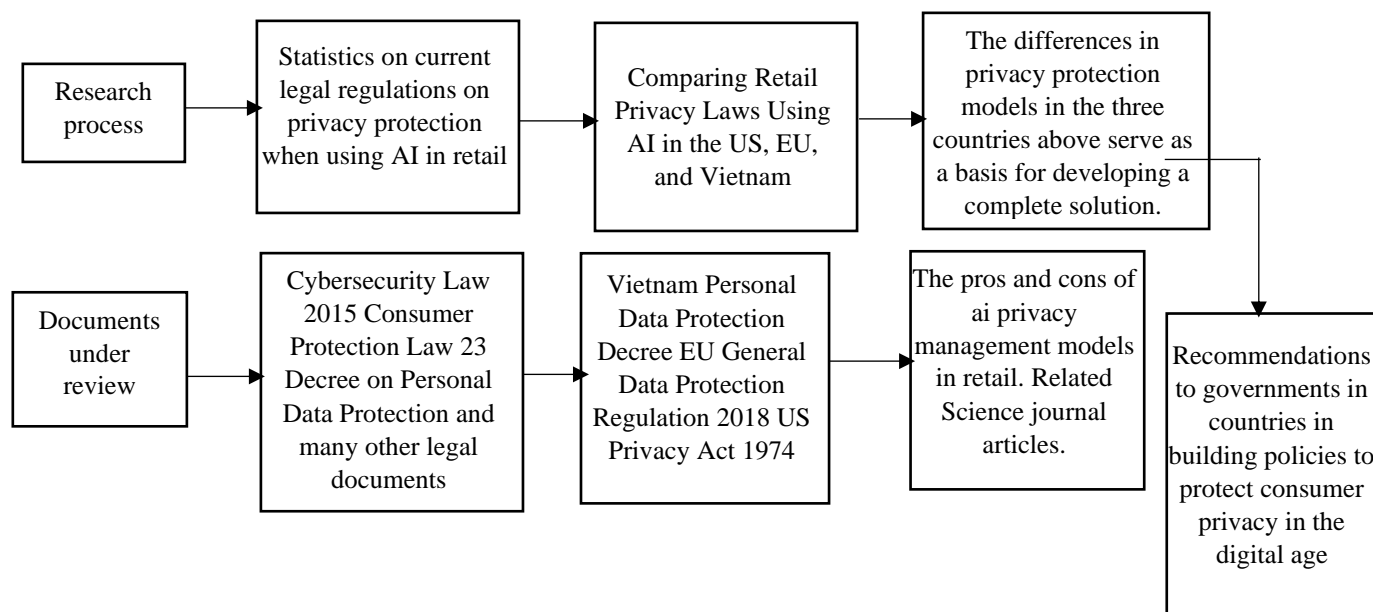 Research
process
Statistics on current
legal regulations on
privacy protection
when using AI in retail
Comparing Retail
Privacy Laws Using
AI in the US, EU,
and Vietnam
The differences in
privacy protection
models in the three
countries above serve as
a basis for developing a
complete solution.
Documents
under
review
Cybersecurity Law
2015 Consumer
Protection Law 23
Decree on Personal
Data Protection and
many other legal
documents
Vietnam Personal
Data Protection
Decree EU General
Data Protection
Regulation 2018 US
Privacy Act 1974
The pros and cons of
ai privacy
management models
in retail. Related
Science journal
articles.
Recommendations
to governments in
countries in
building policies to
protect consumer
privacy in the
digital age